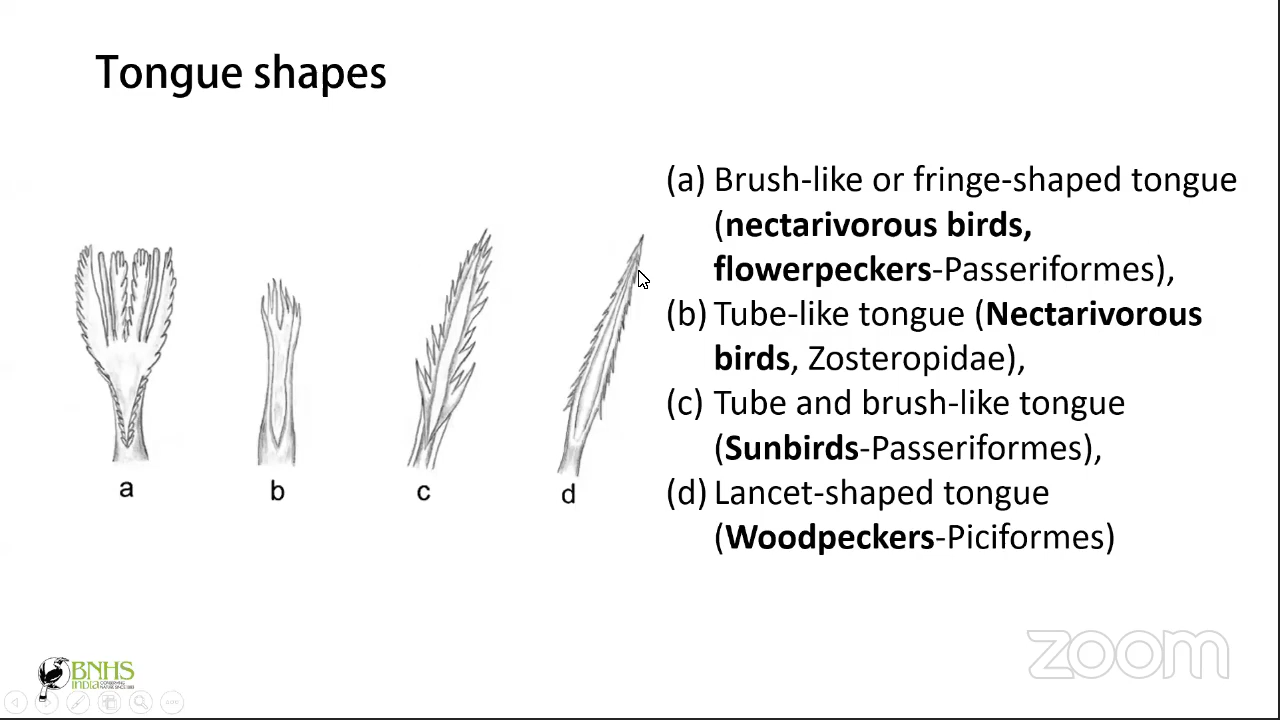 Tongue shapes
(a) Brush-like or fringe-shaped tongue
(nectarivorous birds,
flowerpeckers-Passeriformes),
(b) Tube-like tongue (Nectarivorous
birds, Zosteropidae),
(c) Tube and brush-like tongue
(Sunbirds-Passeriformes),
(d) Lancet-shaped tongue
(Woodpeckers-Piciformes)
a b c d
BNHS
INDIA
zoom